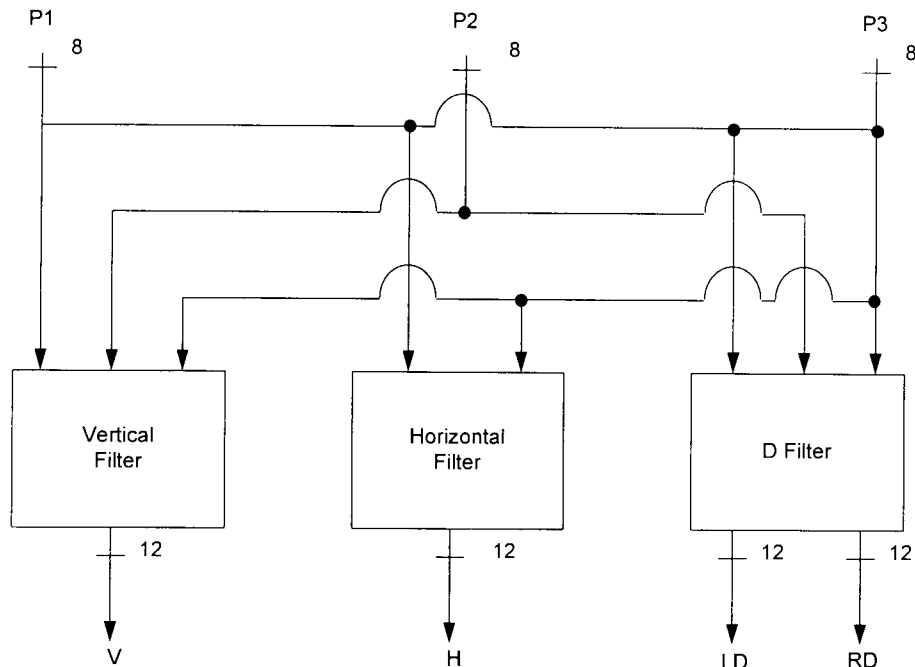 P1
P2
P3
8
8
8
Vertical
Filter
Horizontal
Filter
D Filter
12
12
12
12
V
H
LD
RD